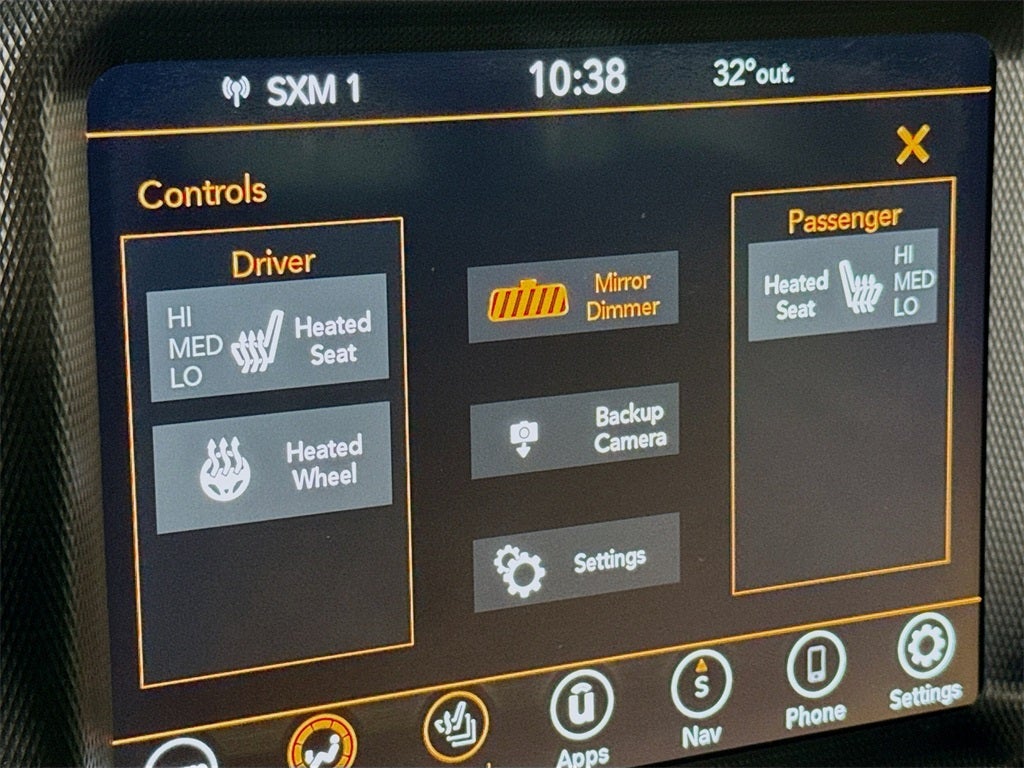 SXM 1
10:38
32°out.
X
Controls
Driver
HI
MED
LO
Heated
Seat
Heated
Wheel
Mirror
Dimmer
Backup
Camera
Settings
Passenger
Heated
Seat
HI
MED
LO
Apps
S
Nav
Phone
Settings